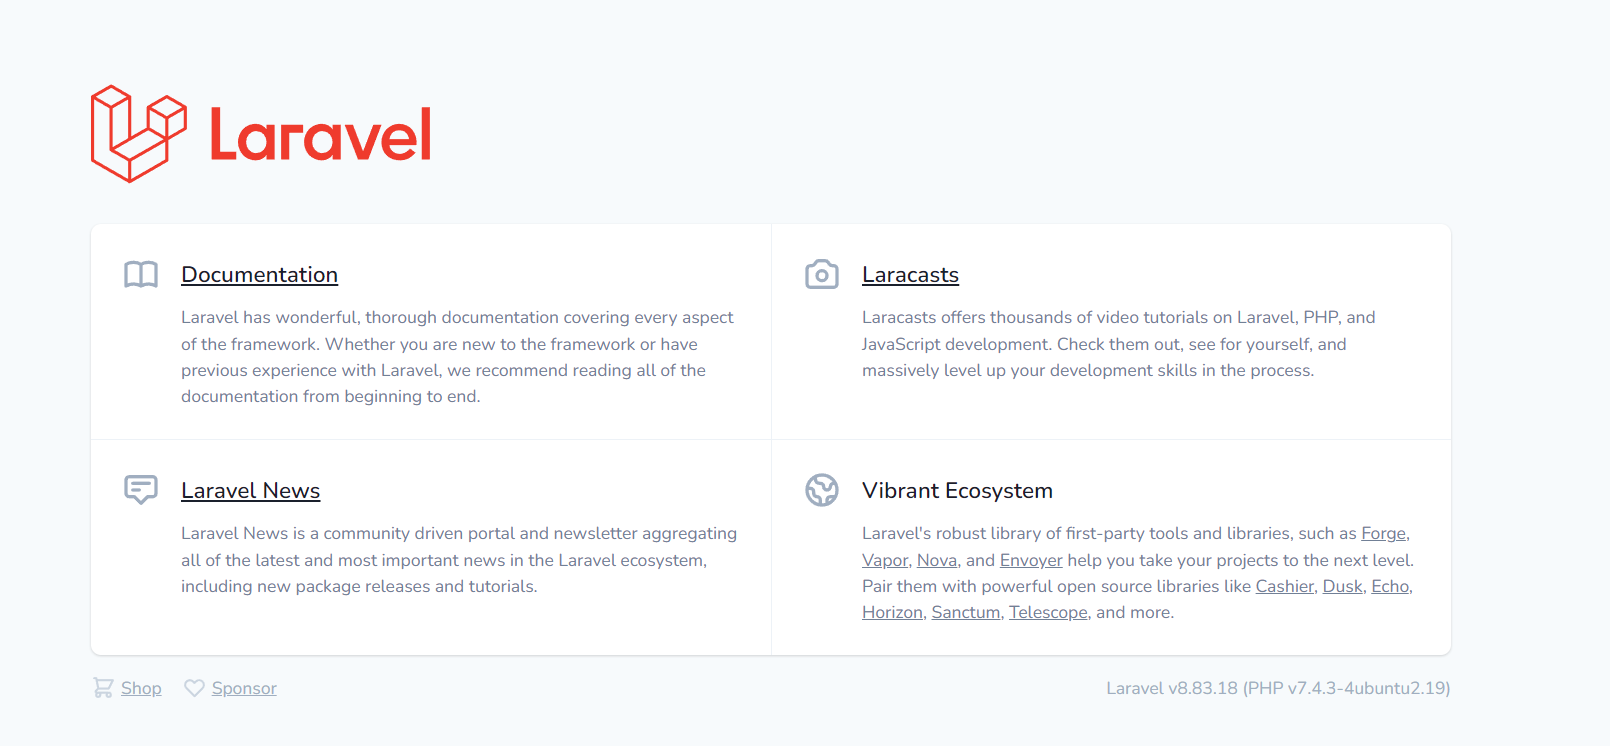 Laravel
Documentation
Laravel has wonderful, thorough documentation covering every aspect
of the framework. Whether you are new to the framework or have
previous experience with Laravel, we recommend reading all of the
documentation from beginning to end.
Laracasts
Laracasts offers thousands of video tutorials on Laravel, PHP, and
JavaScript development. Check them out, see for yourself, and
massively level up your development skills in the process.
Laravel News
Laravel News is a community driven portal and newsletter aggregating
all of the latest and most important news in the Laravel ecosystem,
including new package releases and tutorials.
Vibrant Ecosystem
Laravel's robust library of first-party tools and libraries, such as Forge,
Vapor, Nova, and Envoyer help you take your projects to the next level.
Pair them with powerful open source libraries like Cashier, Dusk, Echo,
Horizon, Sanctum, Telescope, and more.
Shop Sponsor
Laravel v8.83.18 (PHP v7.4.3-4ubuntu2.19)